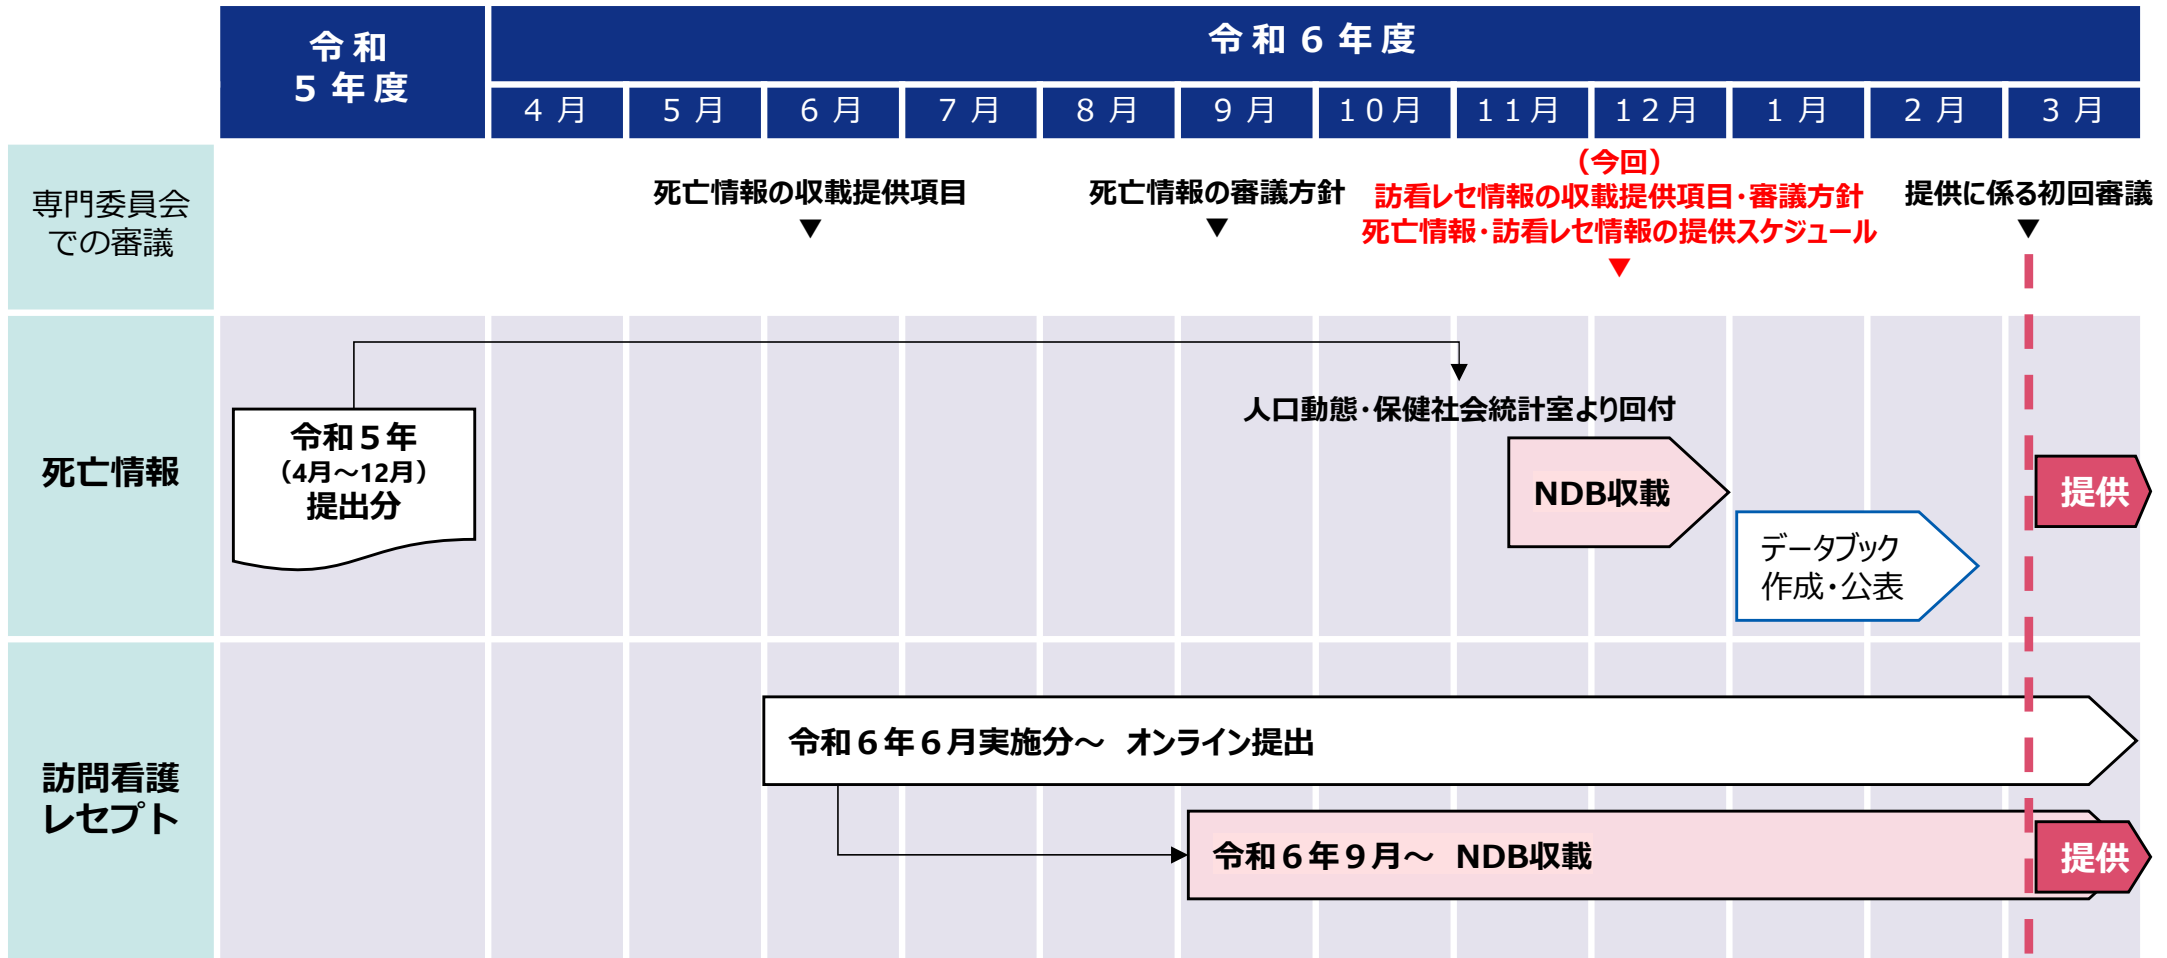 令和
５年度
令和６年度
４月
５月
６月
７月
８月
９月
１０月
１１月
１２月
１月
２月
３月
専門委員会
での審議
死亡情報の収載提供項目
▼
死亡情報の審議方針
▼
（今回）
訪看レセ情報の収載提供項目・審議方針
死亡情報・訪看レセ情報の提供スケジュール
▼
提供に係る初回審議
▼
死亡情報
令和５年
（4月～12月）
提出分
人口動態・保健社会統計室より回付
NDB収載
データブック
作成・公表
提供
訪問看護
レセプト
令和６年６月実施分～ オンライン提出
令和６年９月～ NDB収載
提供